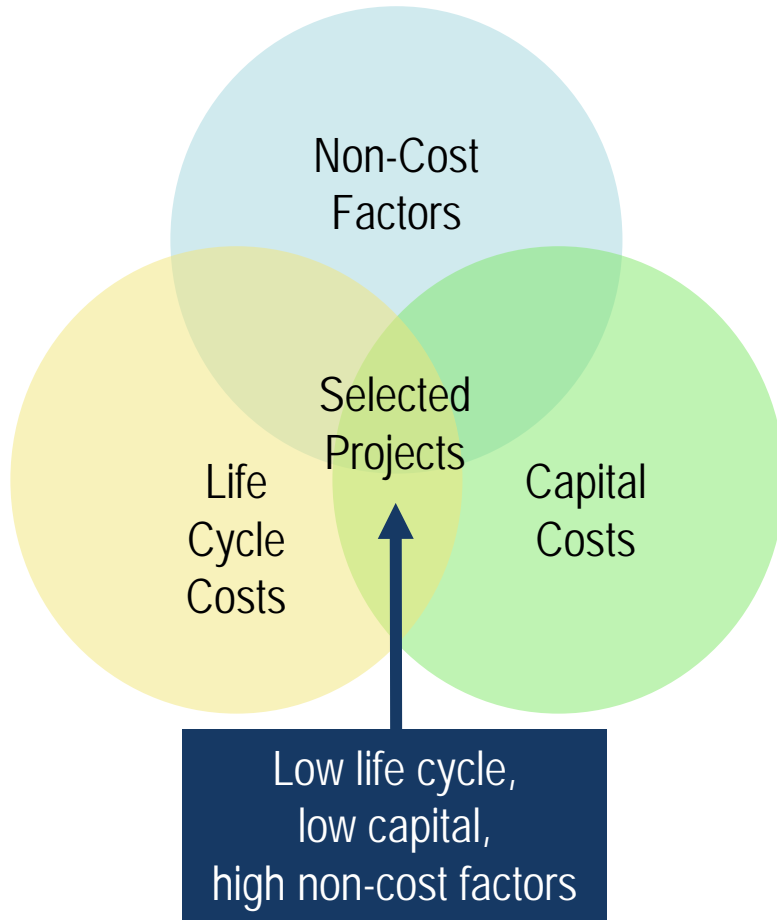 Non-Cost
Factors
Selected
Projects
Life
Cycle
Costs
Capital
Costs
Low life cycle,
low capital,
high non-cost factors